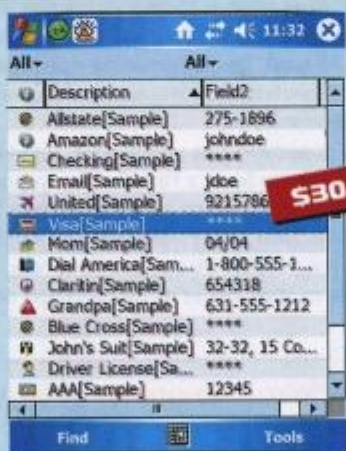 11:32
All All
Description Field2
Allstate[Sample] 275-1896
Amazon[Sample] johndoe
Checking[Sample] ****
Email[Sample] jdoe
United[Sample] 9215786
$30
Visa[Sample] ****
Mom[Sample] 04/04
Dial America[Sam... 1-800-555-1...
Claritin[Sample] 654318
Grandpa[Sample] 631-555-1212
Blue Cross[Sample] ****
John's Suit[Sample] 32-32, 15 Co...
Driver License[Sa... ****
AAA[Sample] 12345
Find Tools